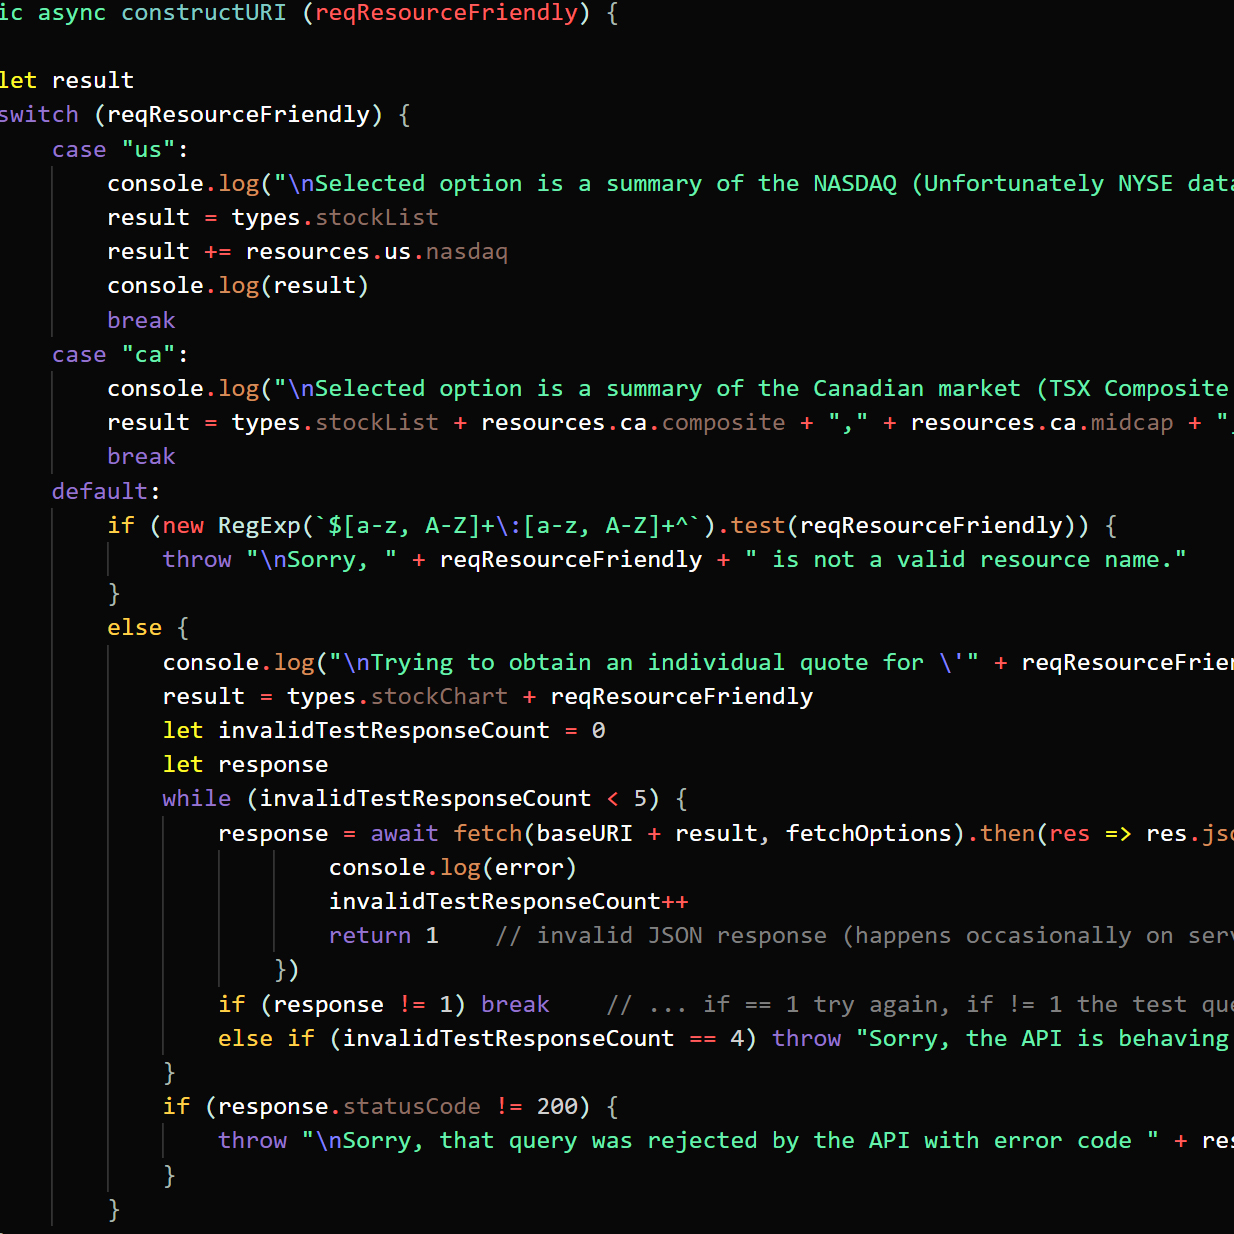 ic async constructURI (reqResourceFriendly) {
let result
switch (reqResourceFriendly) {
case "us":
console.log("\nSelected option is a summary of the NASDAQ (Unfortunately NYSE data
result = types.stockList
result += resources.us.nasdaq
console.log(result)
break
case "ca":
console.log("\nSelected option is a summary of the Canadian market (TSX Composite
result = types.stockList + resources.ca.composite + "," + resources.ca.midcap + "
break
default:
if (new RegExp(`$[a-z, A-Z]+\:[a-z, A-Z]+^`).test(reqResourceFriendly)) {
throw "\nSorry, " + reqResourceFriendly + " is not a valid resource name."
}
else {
console.log("\nTrying to obtain an individual quote for \'" + reqResourceFrien
result = types.stockChart + reqResourceFriendly
let invalidTestResponseCount = 0
let response
while (invalidTestResponseCount < 5) {
response = await fetch(baseURI + result, fetchOptions).then(res => res.jso
console.log(error)
invalidTestResponseCount++
return 1    // invalid JSON response (happens occasionally on serv
})
if (response != 1) break    // ... if == 1 try again, if != 1 the test que
else if (invalidTestResponseCount == 4) throw "Sorry, the API is behaving
}
if (response.statusCode != 200) {
throw "\nSorry, that query was rejected by the API with error code " + res
}
}